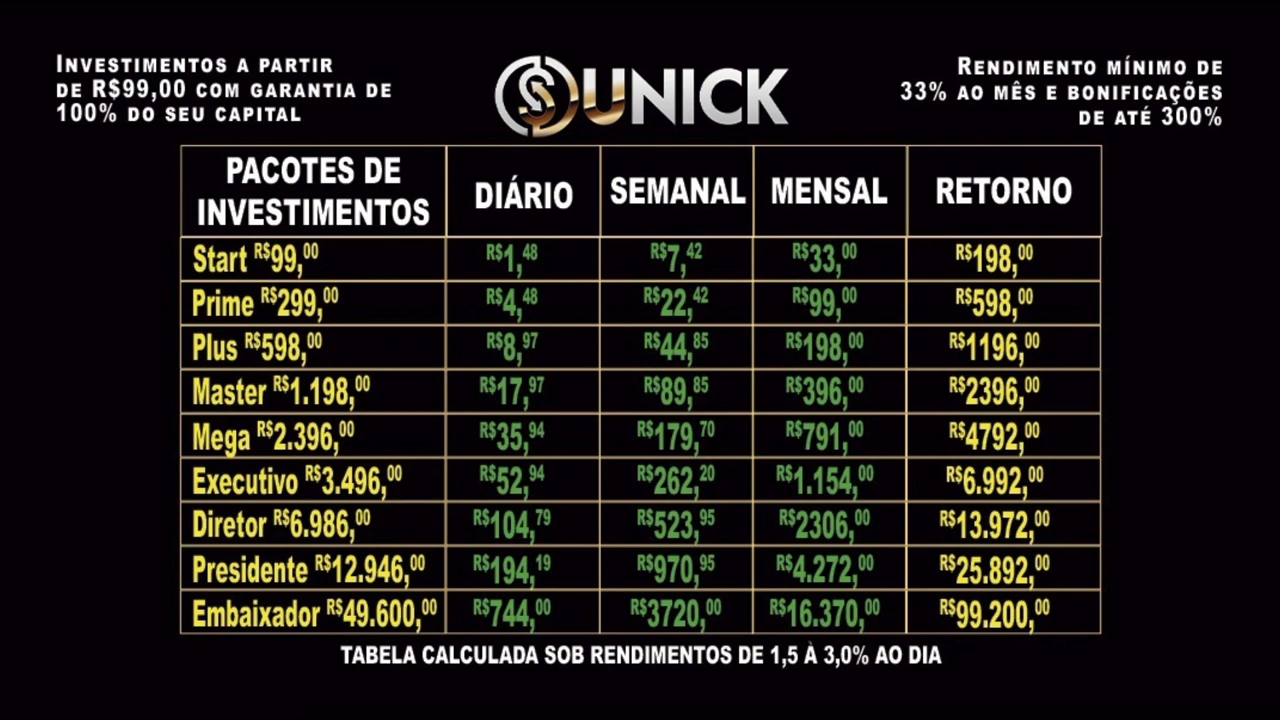 INVESTIMENTOS A PARTIR
DE R$99,00 COM GARANTIA DE
100% DO SEU CAPITAL
UNICK
RENDIMENTO MÍNIMO DE
33% AO MÊS E BONIFICAÇÕES
DE ATÉ 300%
PACOTES DE
INVESTIMENTOS
DIÁRIO
SEMANAL
MENSAL
RETORNO
Start R$99,00 R$1,48 R$7,42 R$33,00 R$198,00
Prime R$299,00 R$4,48 R$22,42 R$99,00 R$598,00
Plus R$598,00 R$8,97 R$44,85 R$198,00 R$1196,00
Master R$1.198,00 R$17,97 R$89,85 R$396,00 R$2396,00
Mega R$2.396,00 R$35,94 R$179,70 R$791,00 R$4792,00
Executivo R$3.496,00 R$52,94 R$262,20 R$1.154,00 R$6.992,00
Diretor R$6.986,00 R$104,79 R$523,95 R$2306,00 R$13.972,00
Presidente R$12.946,00 R$194,19 R$970,95 R$4.272,00 R$25.892,00
Embaixador R$49.600,00 R$744,00 R$3720,00 R$16.370,00 R$99.200,00
TABELA CALCULADA SOB RENDIMENTOS DE 1,5 À 3,0% AO DIA